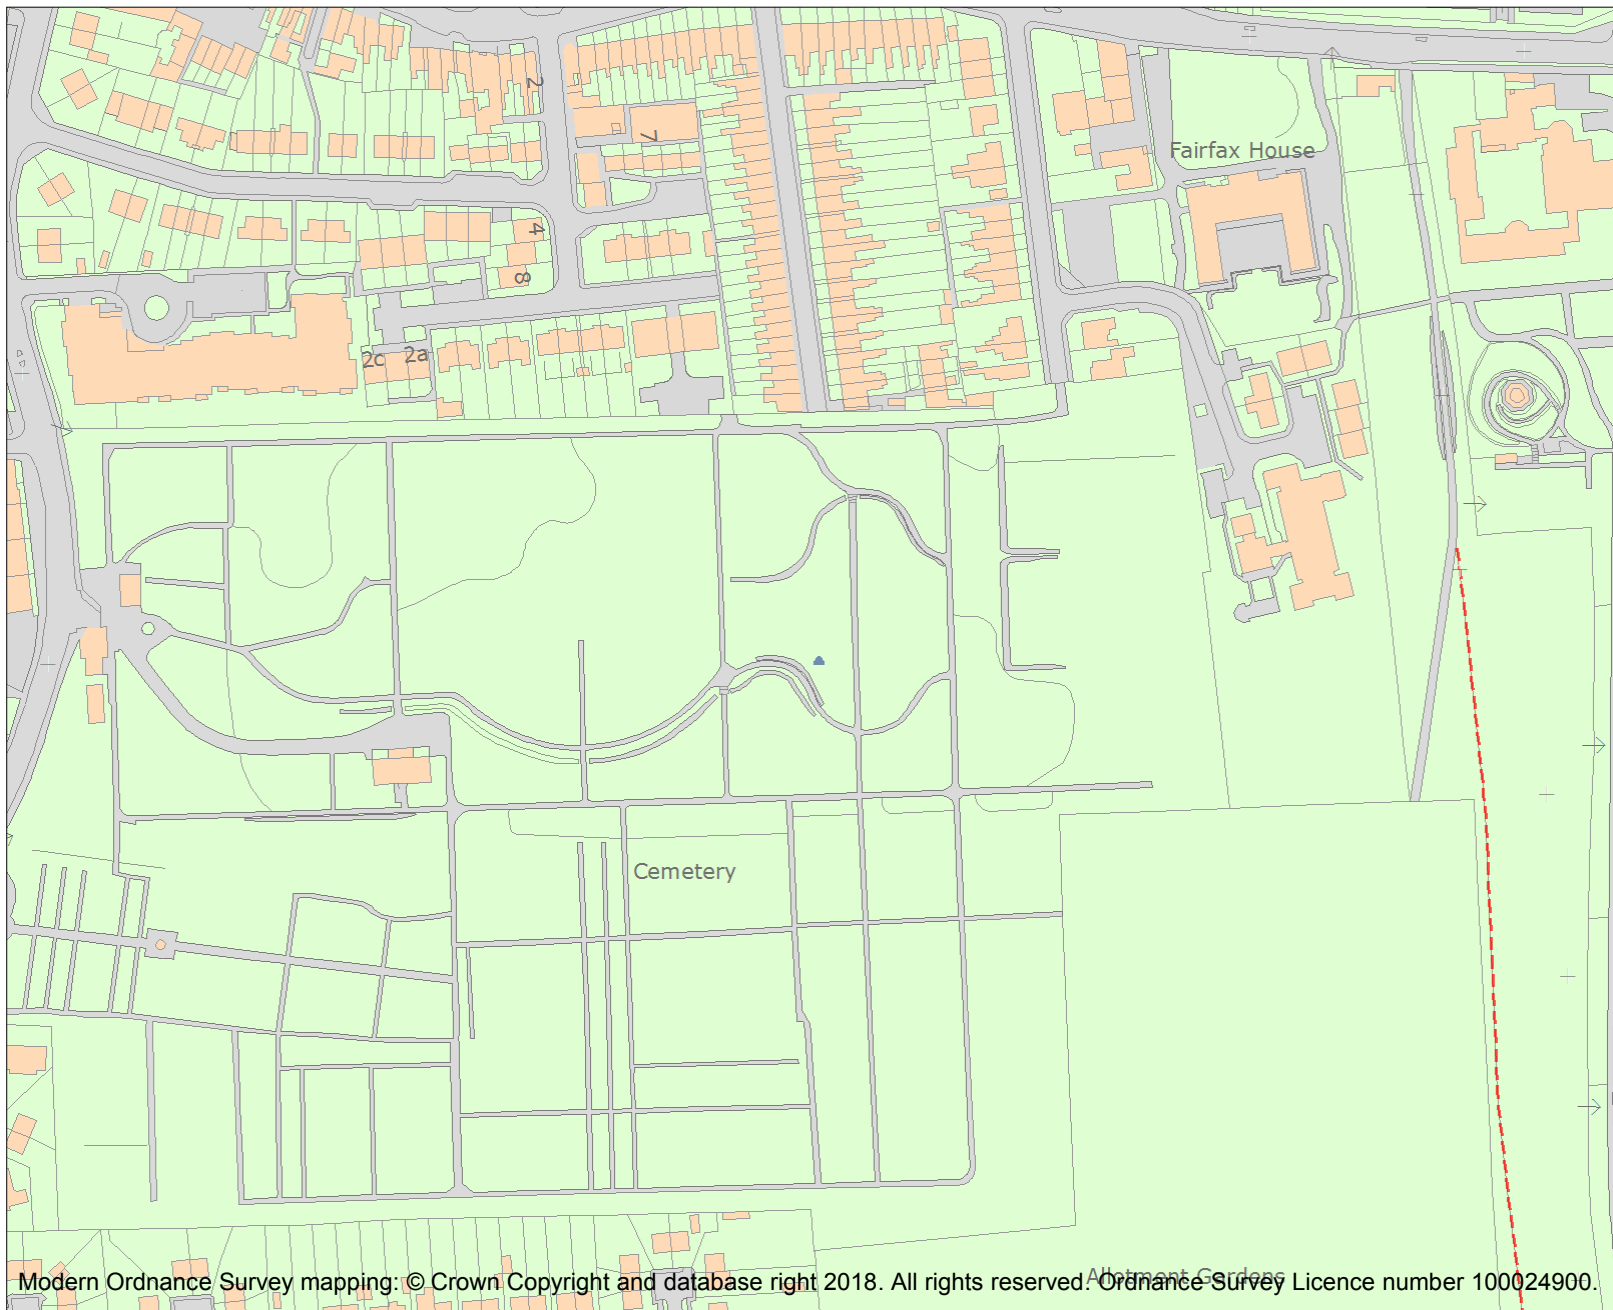 2
7
Fairfax House
4
8
2c
2a
Cemetery
Allotment Gardens
Modern Ordnance Survey mapping: © Crown Copyright and database right 2018. All rights reserved. Ordnance Survey Licence number 100024900.